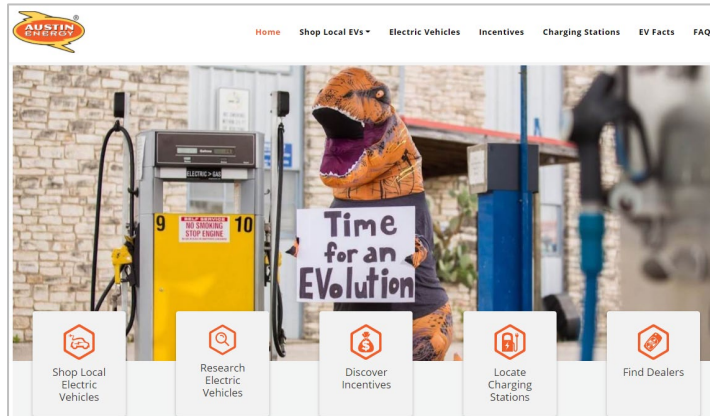 AUSTIN
ENERGY
Home Shop Local EVs Electric Vehicles Incentives Charging Stations EV Facts FAQ
ELECTRIC > GAS
9
SELF SERVICE
NO SMOKING
STOP ENGINE
10
Time
for an
EVolution
Shop Local
Electric
Vehicles
Research
Electric
Vehicles
Discover
Incentives
Locate
Charging
Stations
Find Dealers